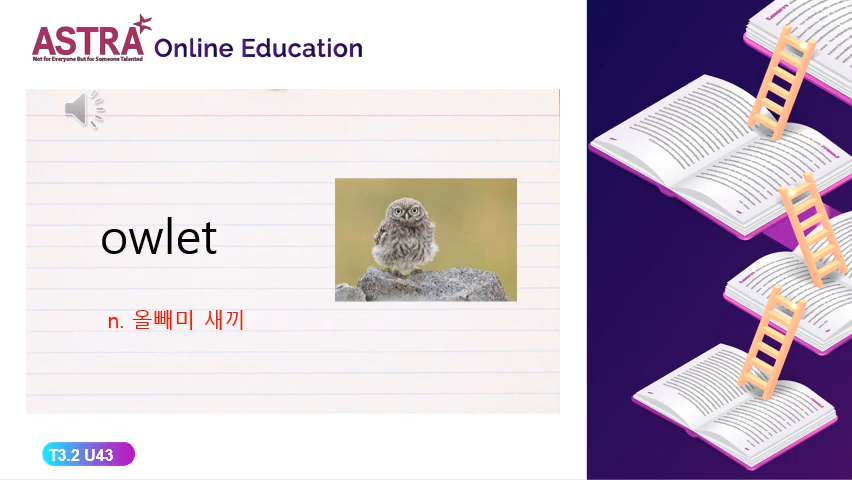 ASTRA Online Education
Not for Everyone But for Someone Talented
owlet
n. 올빼미 새끼
T3.2 U43